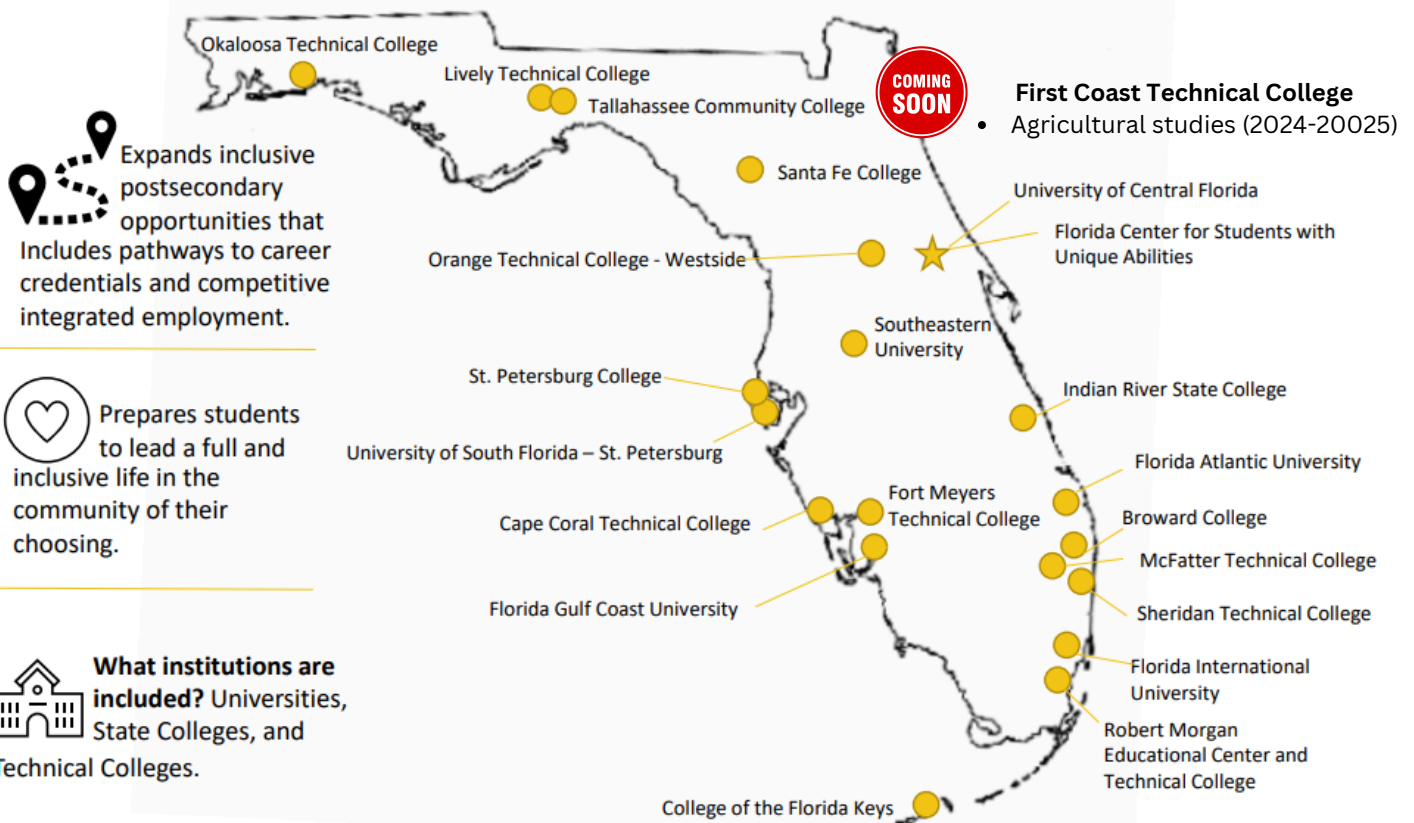 Okaloosa Technical College
Lively Technical College
Tallahassee Community College
COMING
SOON
First Coast Technical College
• Agricultural studies (2024-20025)
Expands inclusive
postsecondary
opportunities that
Includes pathways to career
credentials and competitive
integrated employment.
Santa Fe College
University of Central Florida
Florida Center for Students with
Unique Abilities
Orange Technical College - Westside
Southeastern
University
St. Petersburg College
Indian River State College
Prepares students
to lead a full and
inclusive life in the
community of their
choosing.
University of South Florida – St. Petersburg
Florida Atlantic University
Fort Meyers
Technical College
Cape Coral Technical College
Broward College
McFatter Technical College
Florida Gulf Coast University
Sheridan Technical College
What institutions are
included? Universities,
State Colleges, and
Technical Colleges.
Florida International
University
Robert Morgan
Educational Center and
Technical College
College of the Florida Keys